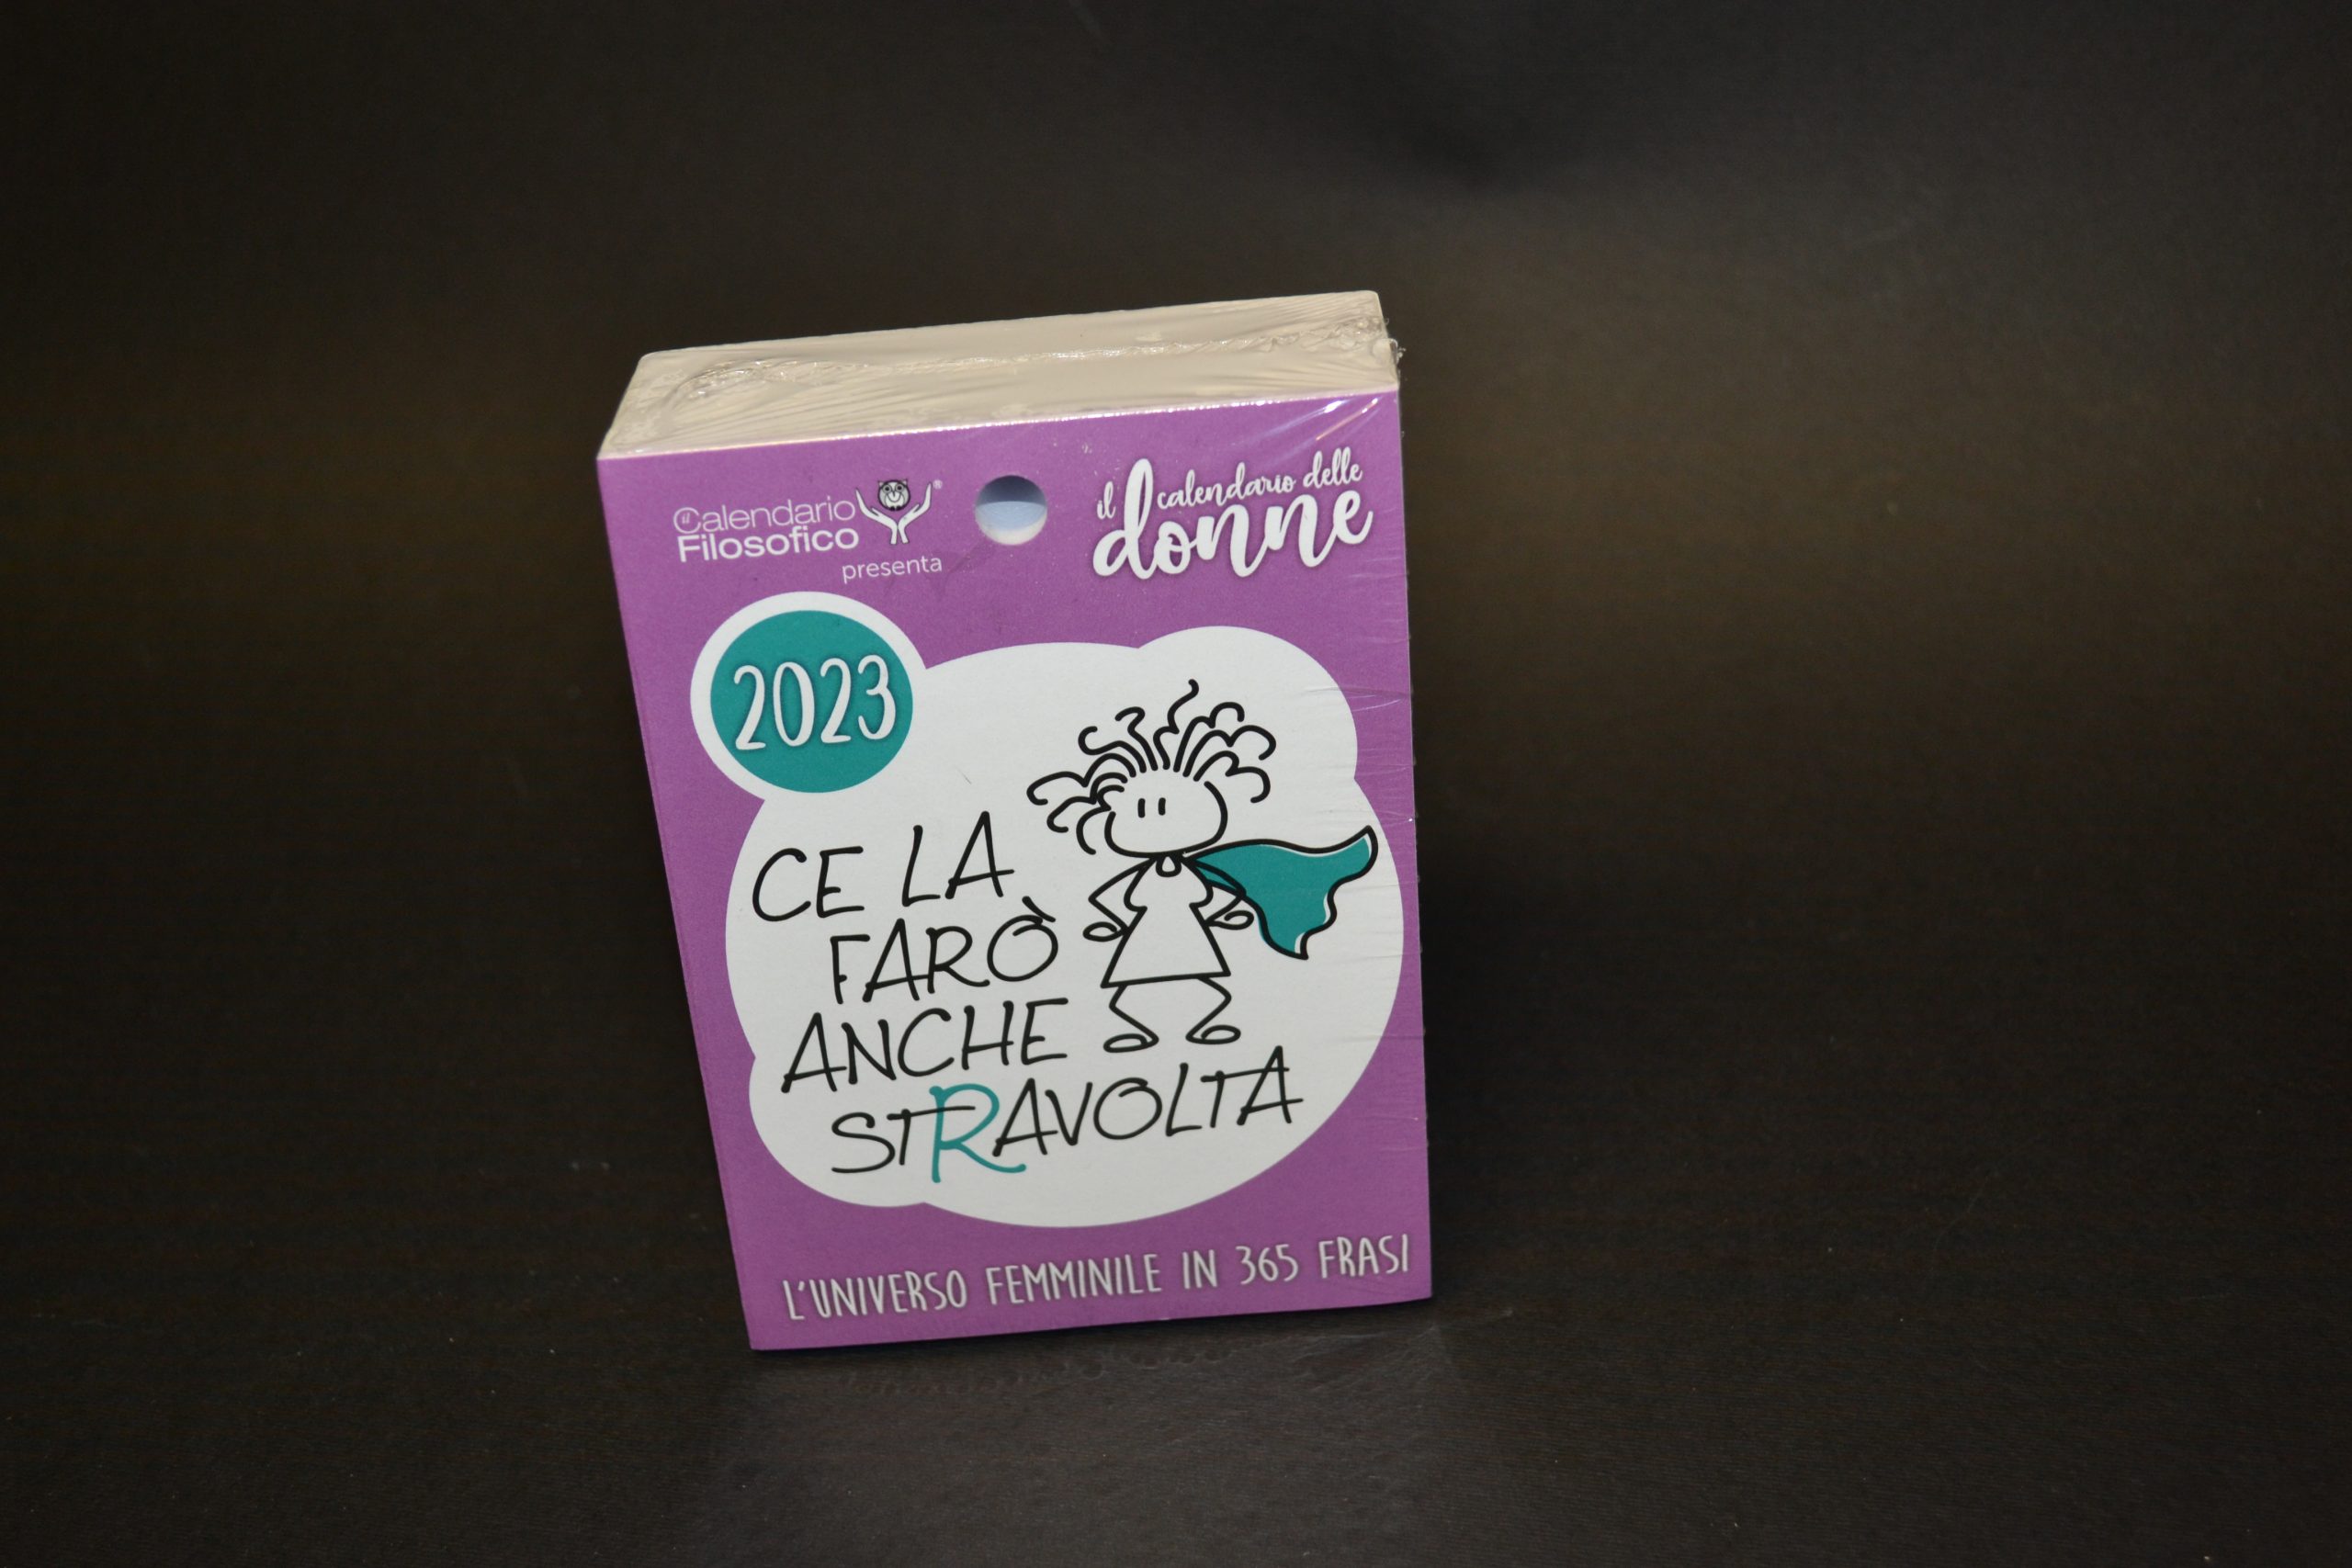 il Calendario
Filosofico
presenta
il calendario delle
donne
2023
CE LA
FARÒ
ANCHE
STRAVOLTA
L'UNIVERSO FEMMINILE IN 365 FRASI